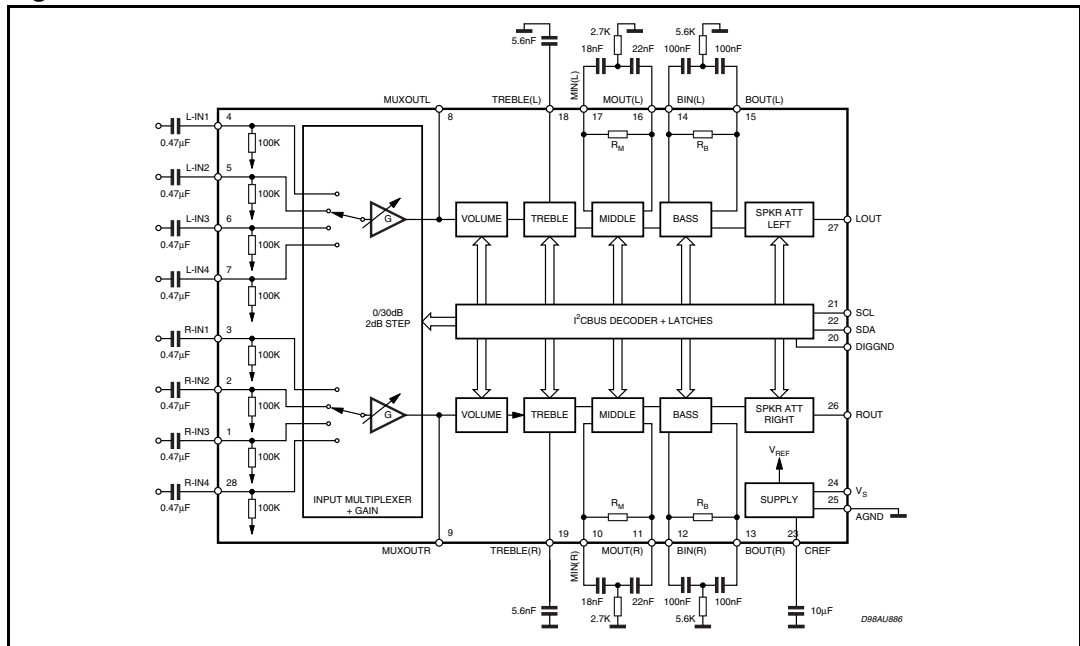 5.6nF
2.7K
5.6K
18nF
22nF
100nF
100nF
MUXOUTL
TREBLE(L)
MIN(L)
MOUT(L)
BIN(L)
BOUT(L)
8
18
17
16
14
15
L-IN1
4
0.47µF
100K
RM
RB
L-IN2
5
0.47µF
100K
L-IN3
6
0.47µF
100K
G
VOLUME
TREBLE
MIDDLE
BASS
SPKR ATT
LEFT
LOUT
27
L-IN4
7
0.47µF
100K
0/30dB
2dB STEP
I²CBUS DECODER + LATCHES
21
SCL
22
SDA
20
DIGGND
R-IN1
3
0.47µF
100K
R-IN2
2
0.47µF
100K
G
VOLUME
TREBLE
MIDDLE
BASS
SPKR ATT
RIGHT
26
ROUT
R-IN3
1
0.47µF
100K
VREF
R-IN4
28
0.47µF
100K
INPUT MULTIPLEXER
+ GAIN
RM
RB
SUPPLY
24
VS
25
AGND
9
19
10
11
12
13
23
MUXOUTR
TREBLE(R)
MIN(R)
MOUT(R)
BIN(R)
BOUT(R)
CREF
5.6nF
18nF
22nF
100nF
100nF
2.7K
5.6K
10µF
D98AU886